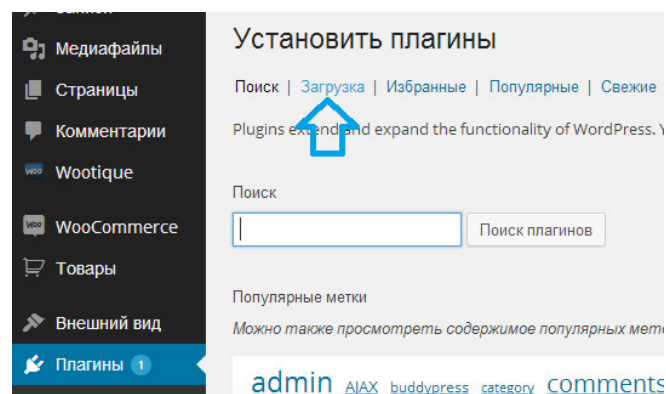 Медиафайлы
Страницы
Комментарии
Wootique
WooCommerce
Товары
Внешний вид
Плагины 1
Установить плагины
Поиск | Загрузка | Избранные | Популярные | Свежие
Plugins extend and expand the functionality of WordPress.
Поиск
Поиск плагинов
Популярные метки
Можно также просмотреть содержимое популярных
admin AJAX buddypress category comments